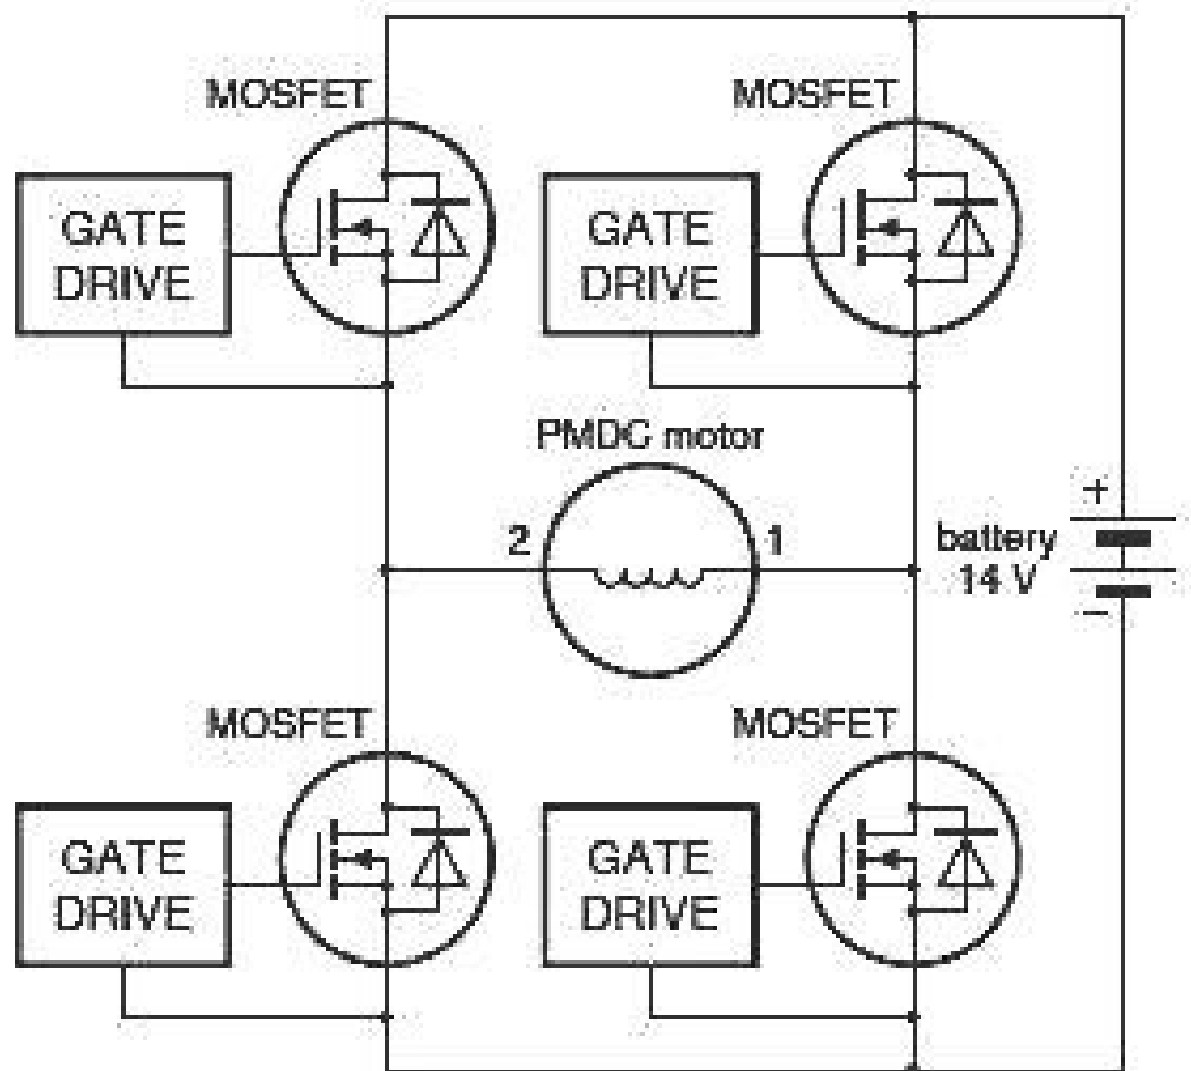 MOSFET
MOSFET
GATE
DRIVE
GATE
DRIVE
PMDC motor
2
1
+
battery
14 V
−
MOSFET
MOSFET
GATE
DRIVE
GATE
DRIVE